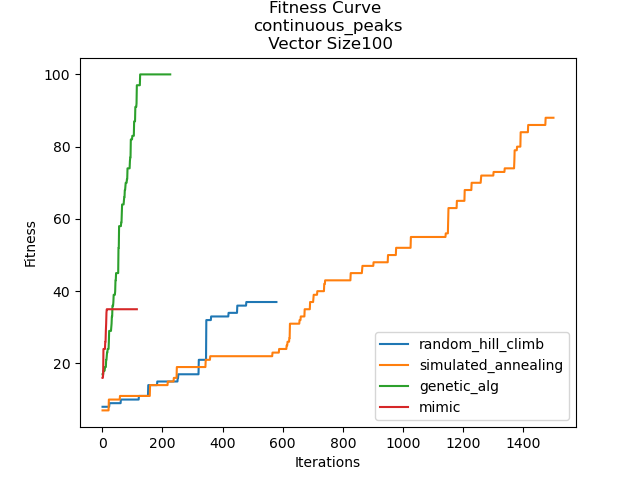 Fitness Curve
continuous_peaks
Vector Size100
Fitness
100
80
60
40
20
0
200
400
600
800
1000
1200
1400
Iterations
random_hill_climb
simulated_annealing
genetic_alg
mimic